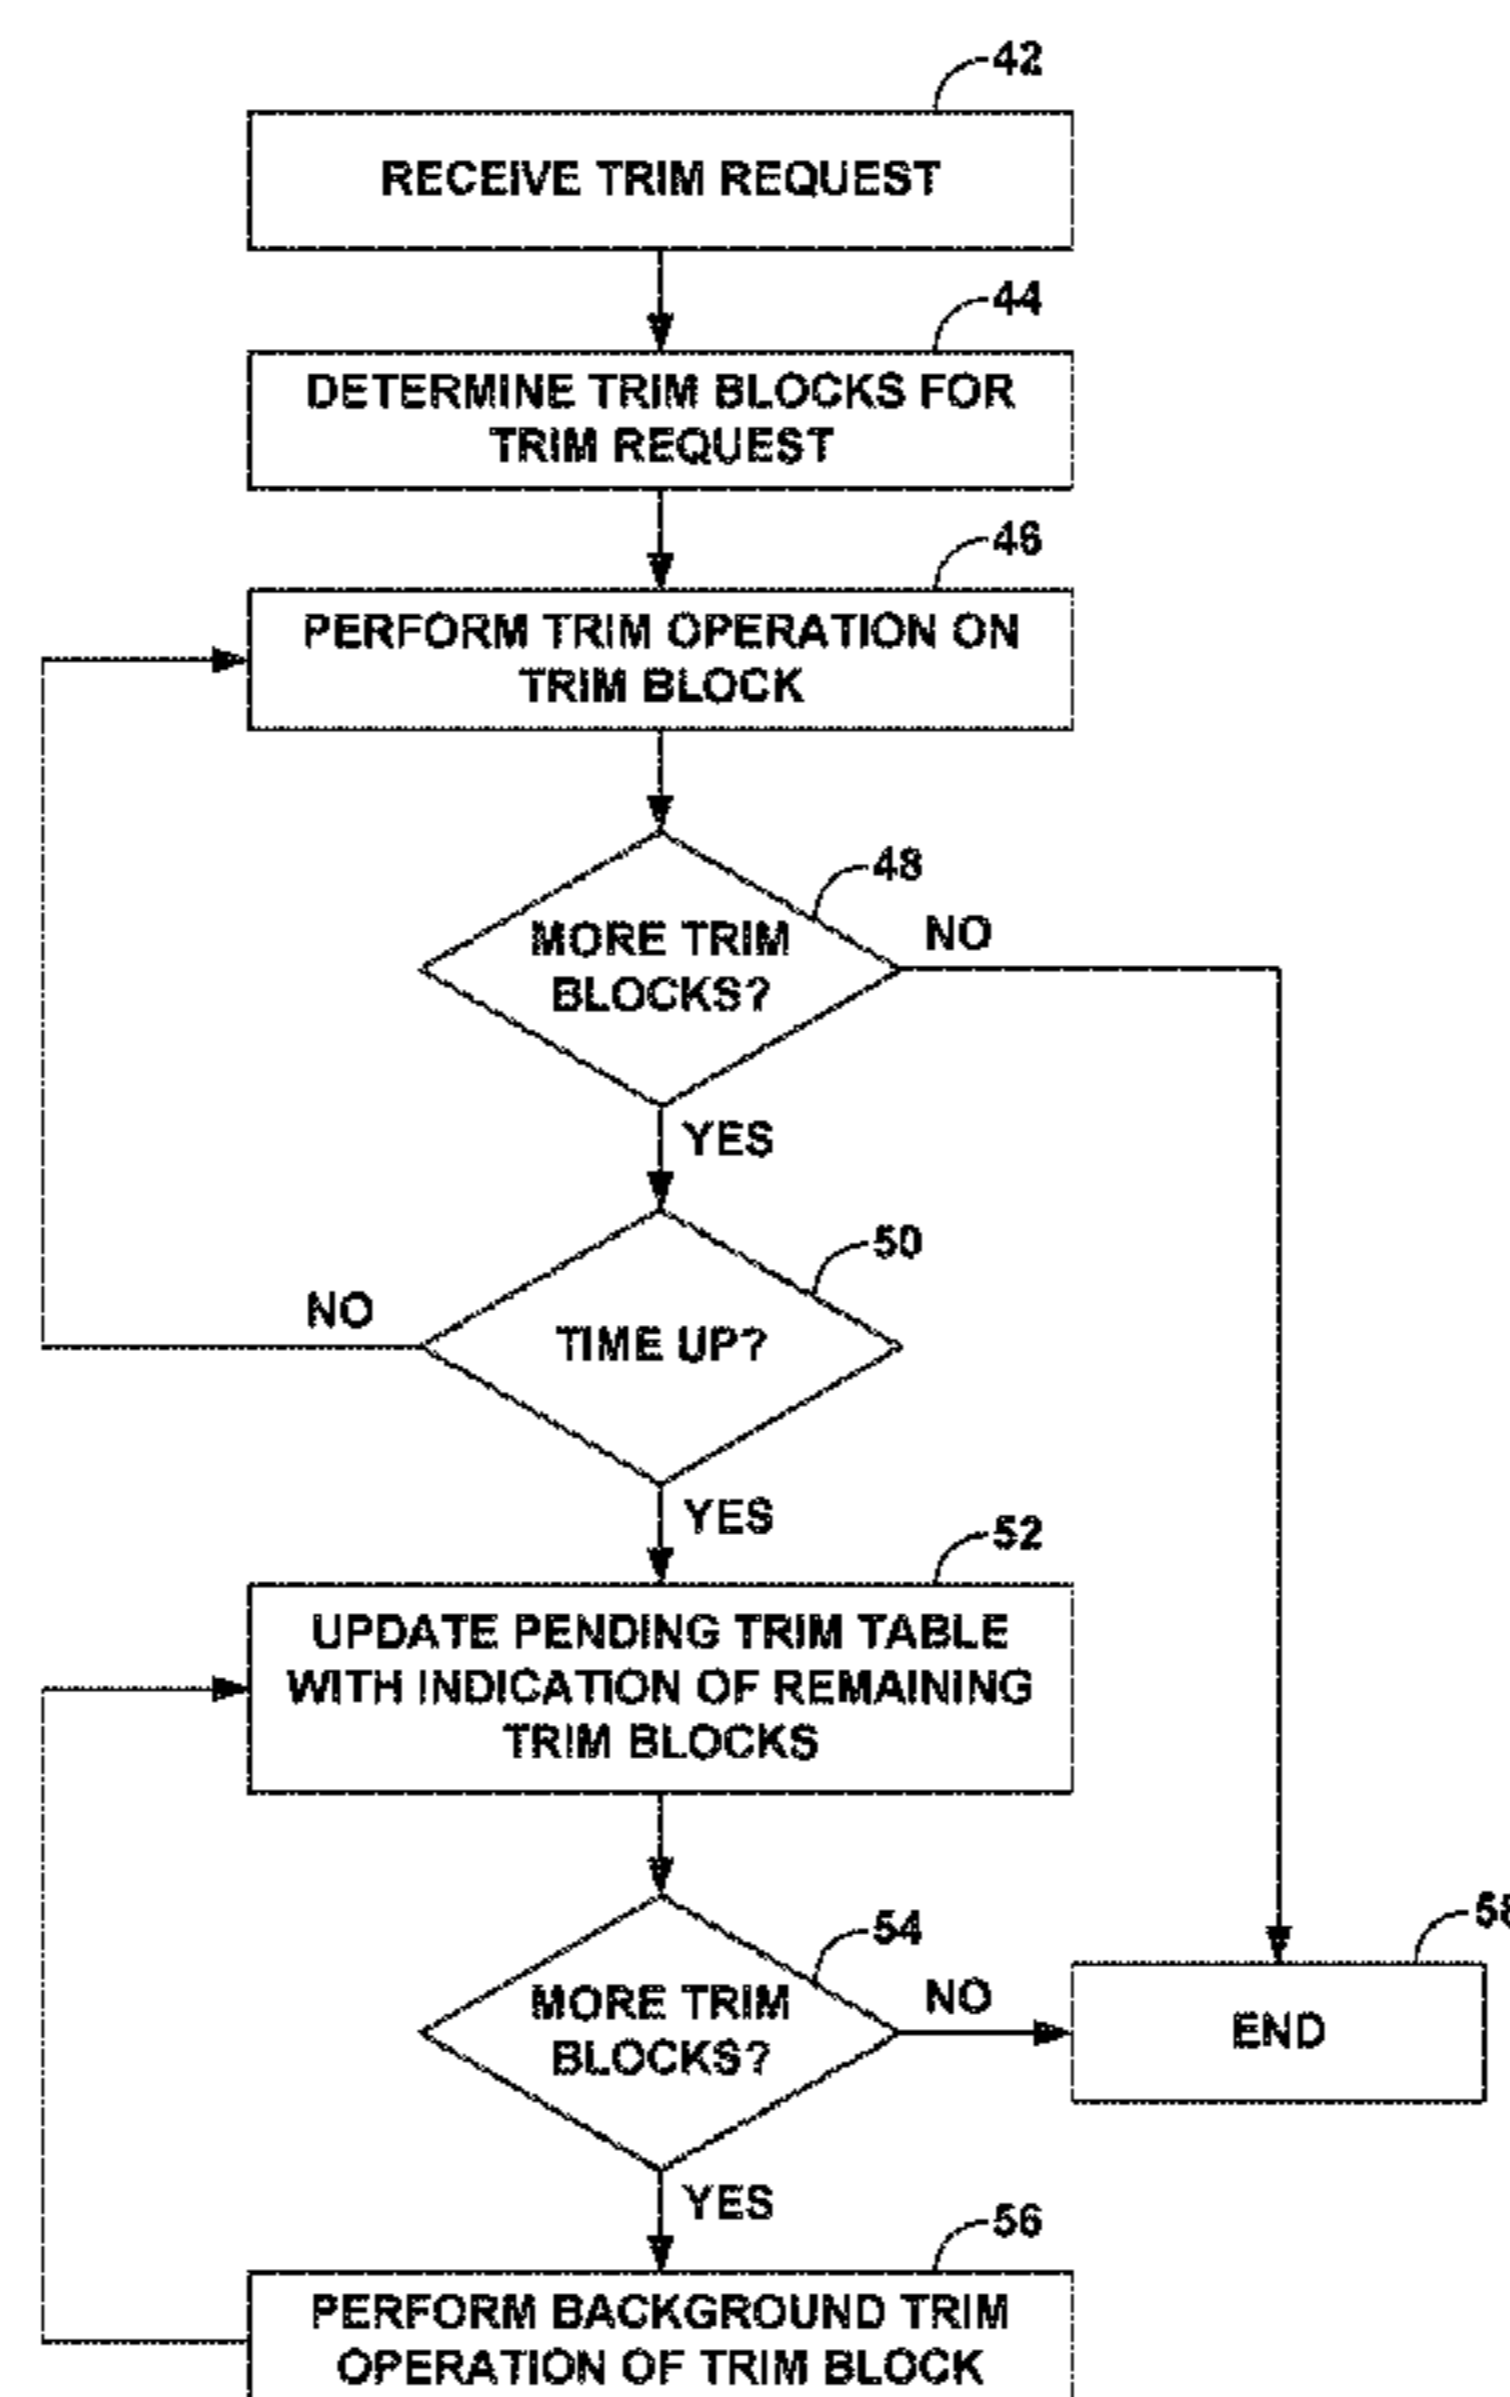 42
RECEIVE TRIM REQUEST
44
DETERMINE TRIM BLOCKS FOR
TRIM REQUEST
46
PERFORM TRIM OPERATION ON
TRIM BLOCK
48
MORE TRIM
BLOCKS?
NO
YES
50
TIME UP?
NO
YES
52
UPDATE PENDING TRIM TABLE
WITH INDICATION OF REMAINING
TRIM BLOCKS
54
MORE TRIM
BLOCKS?
NO
58
END
YES
56
PERFORM BACKGROUND TRIM
OPERATION OF TRIM BLOCK